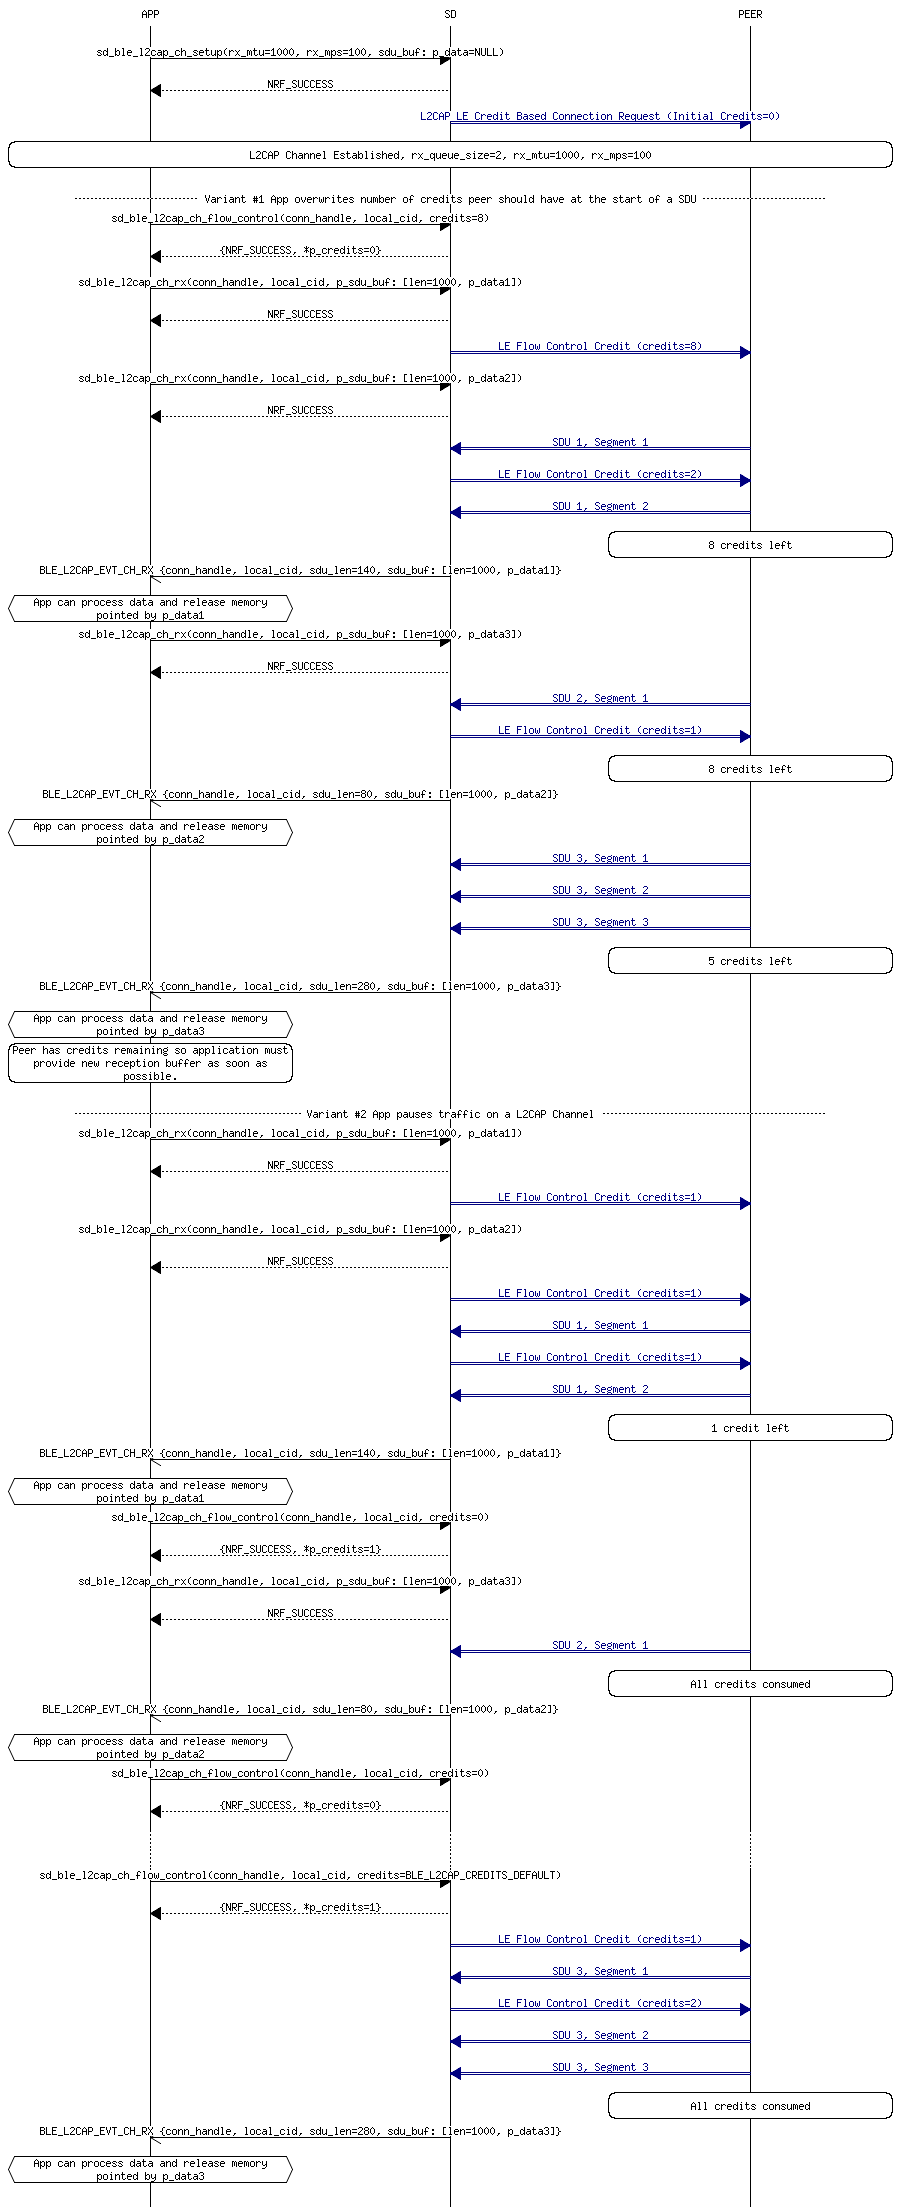 APP SD PEER
sd_ble_l2cap_ch_setup(rx_mtu=1000, rx_mps=100, sdu_buf: p_data=NULL)
NRF_SUCCESS
L2CAP LE Credit Based Connection Request (Initial Credits=0)
L2CAP Channel Established, rx_queue_size=2, rx_mtu=1000, rx_mps=100
Variant #1 App overwrites number of credits peer should have at the start of a SDU
sd_ble_l2cap_ch_flow_control(conn_handle, local_cid, credits=8)
{NRF_SUCCESS, *p_credits=0}
sd_ble_l2cap_ch_rx(conn_handle, local_cid, p_sdu_buf: [len=1000, p_data1])
NRF_SUCCESS
LE Flow Control Credit (credits=8)
sd_ble_l2cap_ch_rx(conn_handle, local_cid, p_sdu_buf: [len=1000, p_data2])
NRF_SUCCESS
SDU 1, Segment 1
LE Flow Control Credit (credits=2)
SDU 1, Segment 2
8 credits left
BLE_L2CAP_EVT_CH_RX {conn_handle, local_cid, sdu_len=140, sdu_buf: [len=1000, p_data1]}
App can process data and release memory
pointed by p_data1
sd_ble_l2cap_ch_rx(conn_handle, local_cid, p_sdu_buf: [len=1000, p_data3])
NRF_SUCCESS
SDU 2, Segment 1
LE Flow Control Credit (credits=1)
8 credits left
BLE_L2CAP_EVT_CH_RX {conn_handle, local_cid, sdu_len=80, sdu_buf: [len=1000, p_data2]}
App can process data and release memory
pointed by p_data2
SDU 3, Segment 1
SDU 3, Segment 2
SDU 3, Segment 3
5 credits left
BLE_L2CAP_EVT_CH_RX {conn_handle, local_cid, sdu_len=280, sdu_buf: [len=1000, p_data3]}
App can process data and release memory
pointed by p_data3
Peer has credits remaining so application must
provide new reception buffer as soon as
possible.
Variant #2 App pauses traffic on a L2CAP Channel
sd_ble_l2cap_ch_rx(conn_handle, local_cid, p_sdu_buf: [len=1000, p_data1])
NRF_SUCCESS
LE Flow Control Credit (credits=1)
sd_ble_l2cap_ch_rx(conn_handle, local_cid, p_sdu_buf: [len=1000, p_data2])
NRF_SUCCESS
LE Flow Control Credit (credits=1)
SDU 1, Segment 1
LE Flow Control Credit (credits=1)
SDU 1, Segment 2
1 credit left
BLE_L2CAP_EVT_CH_RX {conn_handle, local_cid, sdu_len=140, sdu_buf: [len=1000, p_data1]}
App can process data and release memory
pointed by p_data1
sd_ble_l2cap_ch_flow_control(conn_handle, local_cid, credits=0)
{NRF_SUCCESS, *p_credits=1}
sd_ble_l2cap_ch_rx(conn_handle, local_cid, p_sdu_buf: [len=1000, p_data3])
NRF_SUCCESS
SDU 2, Segment 1
All credits consumed
BLE_L2CAP_EVT_CH_RX {conn_handle, local_cid, sdu_len=80, sdu_buf: [len=1000, p_data2]}
App can process data and release memory
pointed by p_data2
sd_ble_l2cap_ch_flow_control(conn_handle, local_cid, credits=0)
{NRF_SUCCESS, *p_credits=0}
sd_ble_l2cap_ch_flow_control(conn_handle, local_cid, credits=BLE_L2CAP_CREDITS_DEFAULT)
{NRF_SUCCESS, *p_credits=1}
LE Flow Control Credit (credits=1)
SDU 3, Segment 1
LE Flow Control Credit (credits=2)
SDU 3, Segment 2
SDU 3, Segment 3
All credits consumed
BLE_L2CAP_EVT_CH_RX {conn_handle, local_cid, sdu_len=280, sdu_buf: [len=1000, p_data3]}
App can process data and release memory
pointed by p_data3